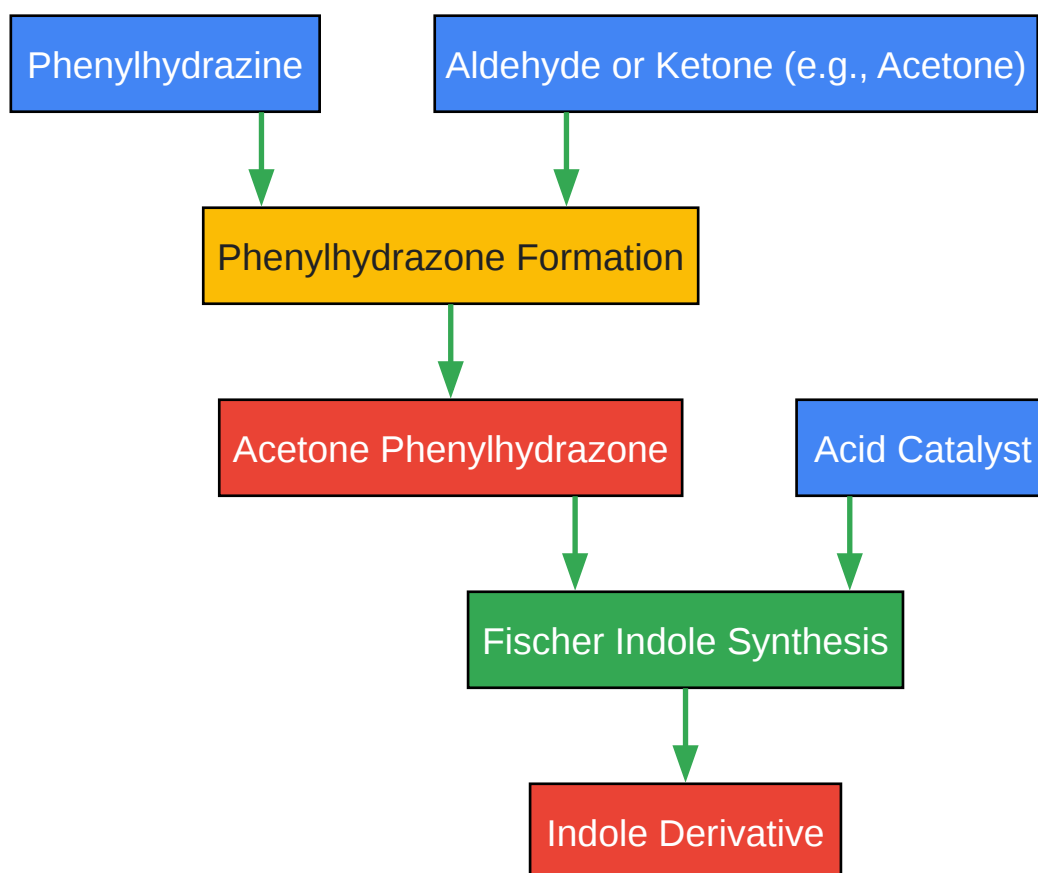 Phenylhydrazine
Aldehyde or Ketone (e.g., Acetone)
Phenylhydrazone Formation
Acetone Phenylhydrazone
Acid Catalyst
Fischer Indole Synthesis
Indole Derivative